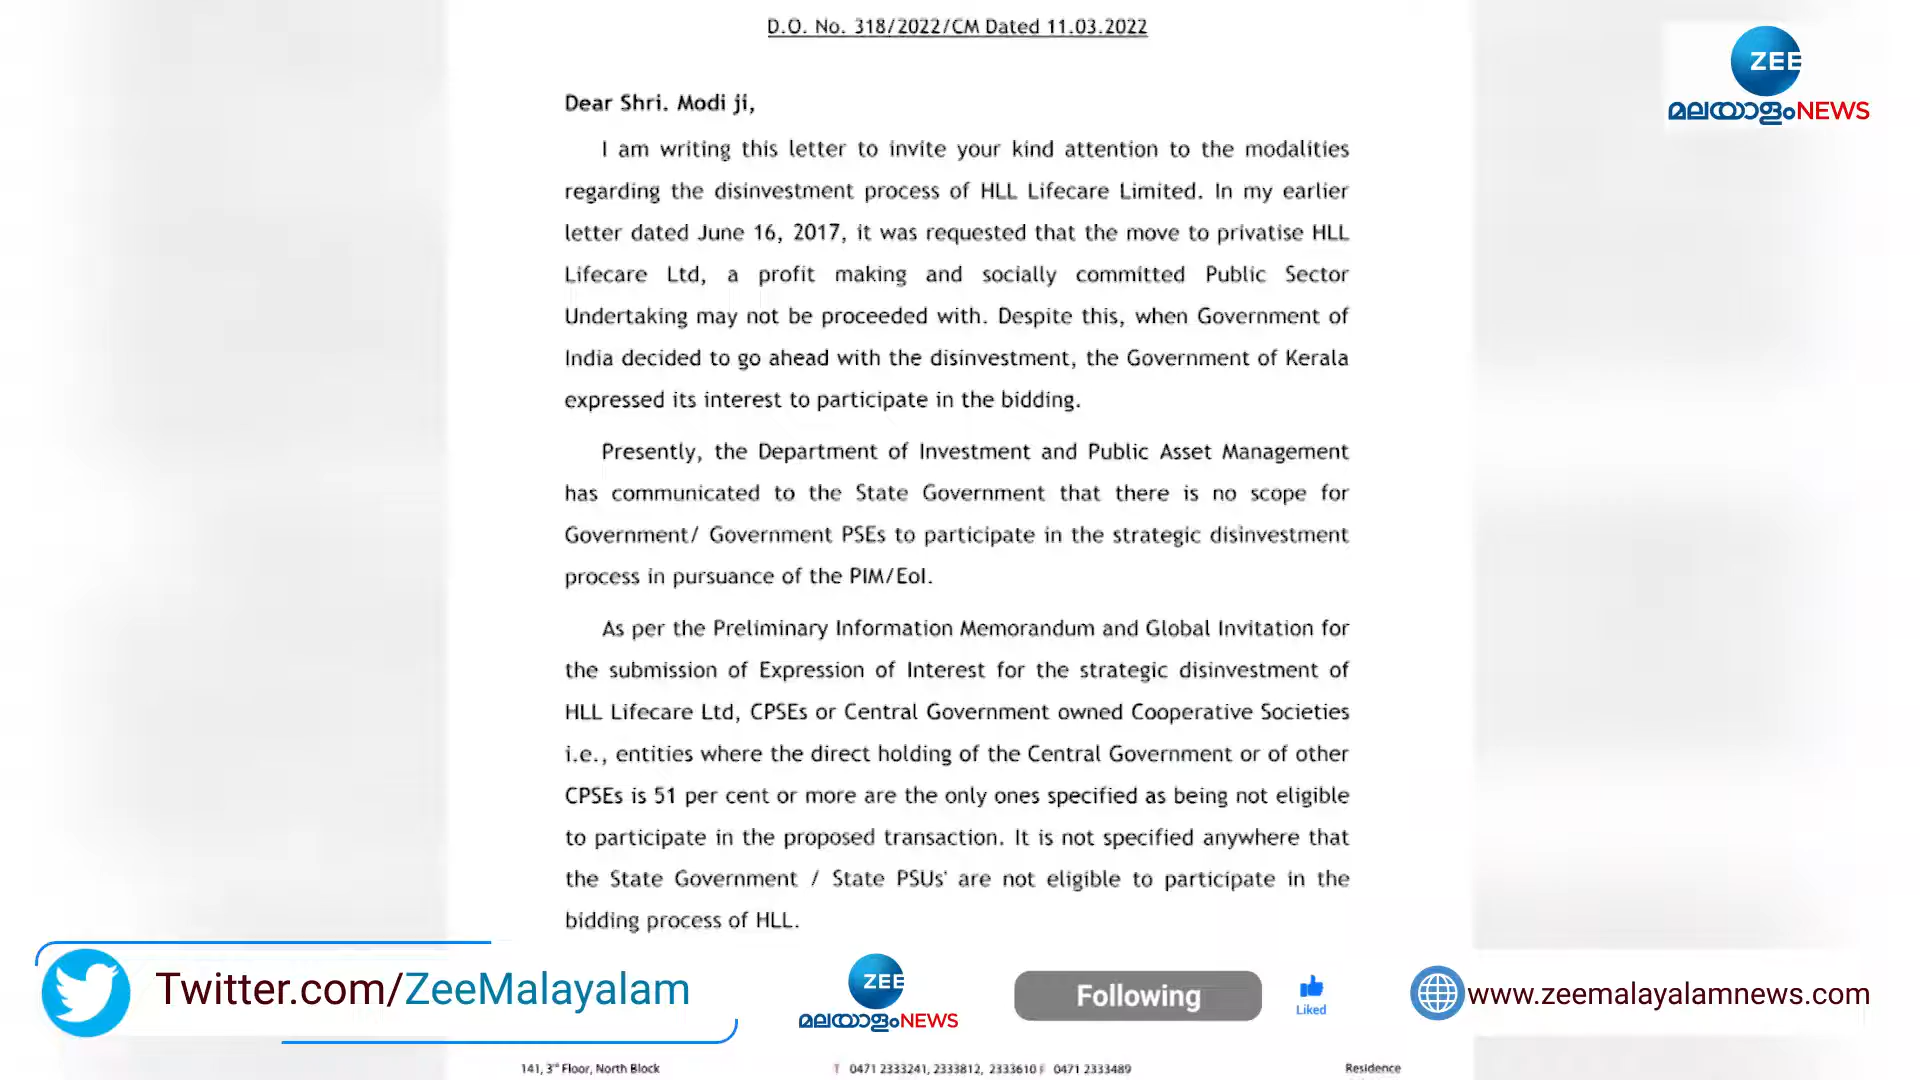 D.O. No. 318/2022/CM Dated 11.03.2022
ZEE
മലയാളംNEWS
Dear Shri. Modi ji,
I am writing this letter to invite your kind attention to the modalities
regarding the disinvestment process of HLL Lifecare Limited. In my earlier
letter dated June 16, 2017, it was requested that the move to privatise HLL
Lifecare Ltd, a profit making and socially committed Public Sector
Undertaking may not be proceeded with. Despite this, when Government of
India decided to go ahead with the disinvestment, the Government of Kerala
expressed its interest to participate in the bidding.
Presently, the Department of Investment and Public Asset Management
has communicated to the State Government that there is no scope for
Government/ Government PSEs to participate in the strategic disinvestment
process in pursuance of the PIM/EoI.
As per the Preliminary Information Memorandum and Global Invitation for
the submission of Expression of Interest for the strategic disinvestment of
HLL Lifecare Ltd, CPSEs or Central Government owned Cooperative Societies
i.e., entities where the direct holding of the Central Government or of other
CPSEs is 51 per cent or more are the only ones specified as being not eligible
to participate in the proposed transaction. It is not specified anywhere that
the State Government / State PSUs' are not eligible to participate in the
bidding process of HLL.
Twitter.com/ZeeMalayalam
ZEE
മലയാളംNEWS
Following
Liked
www.zeemalayalamnews.com
141, 3rd Floor, North Block
T 0471 2333241, 2333812, 2333610 F 0471 2333489
Residence